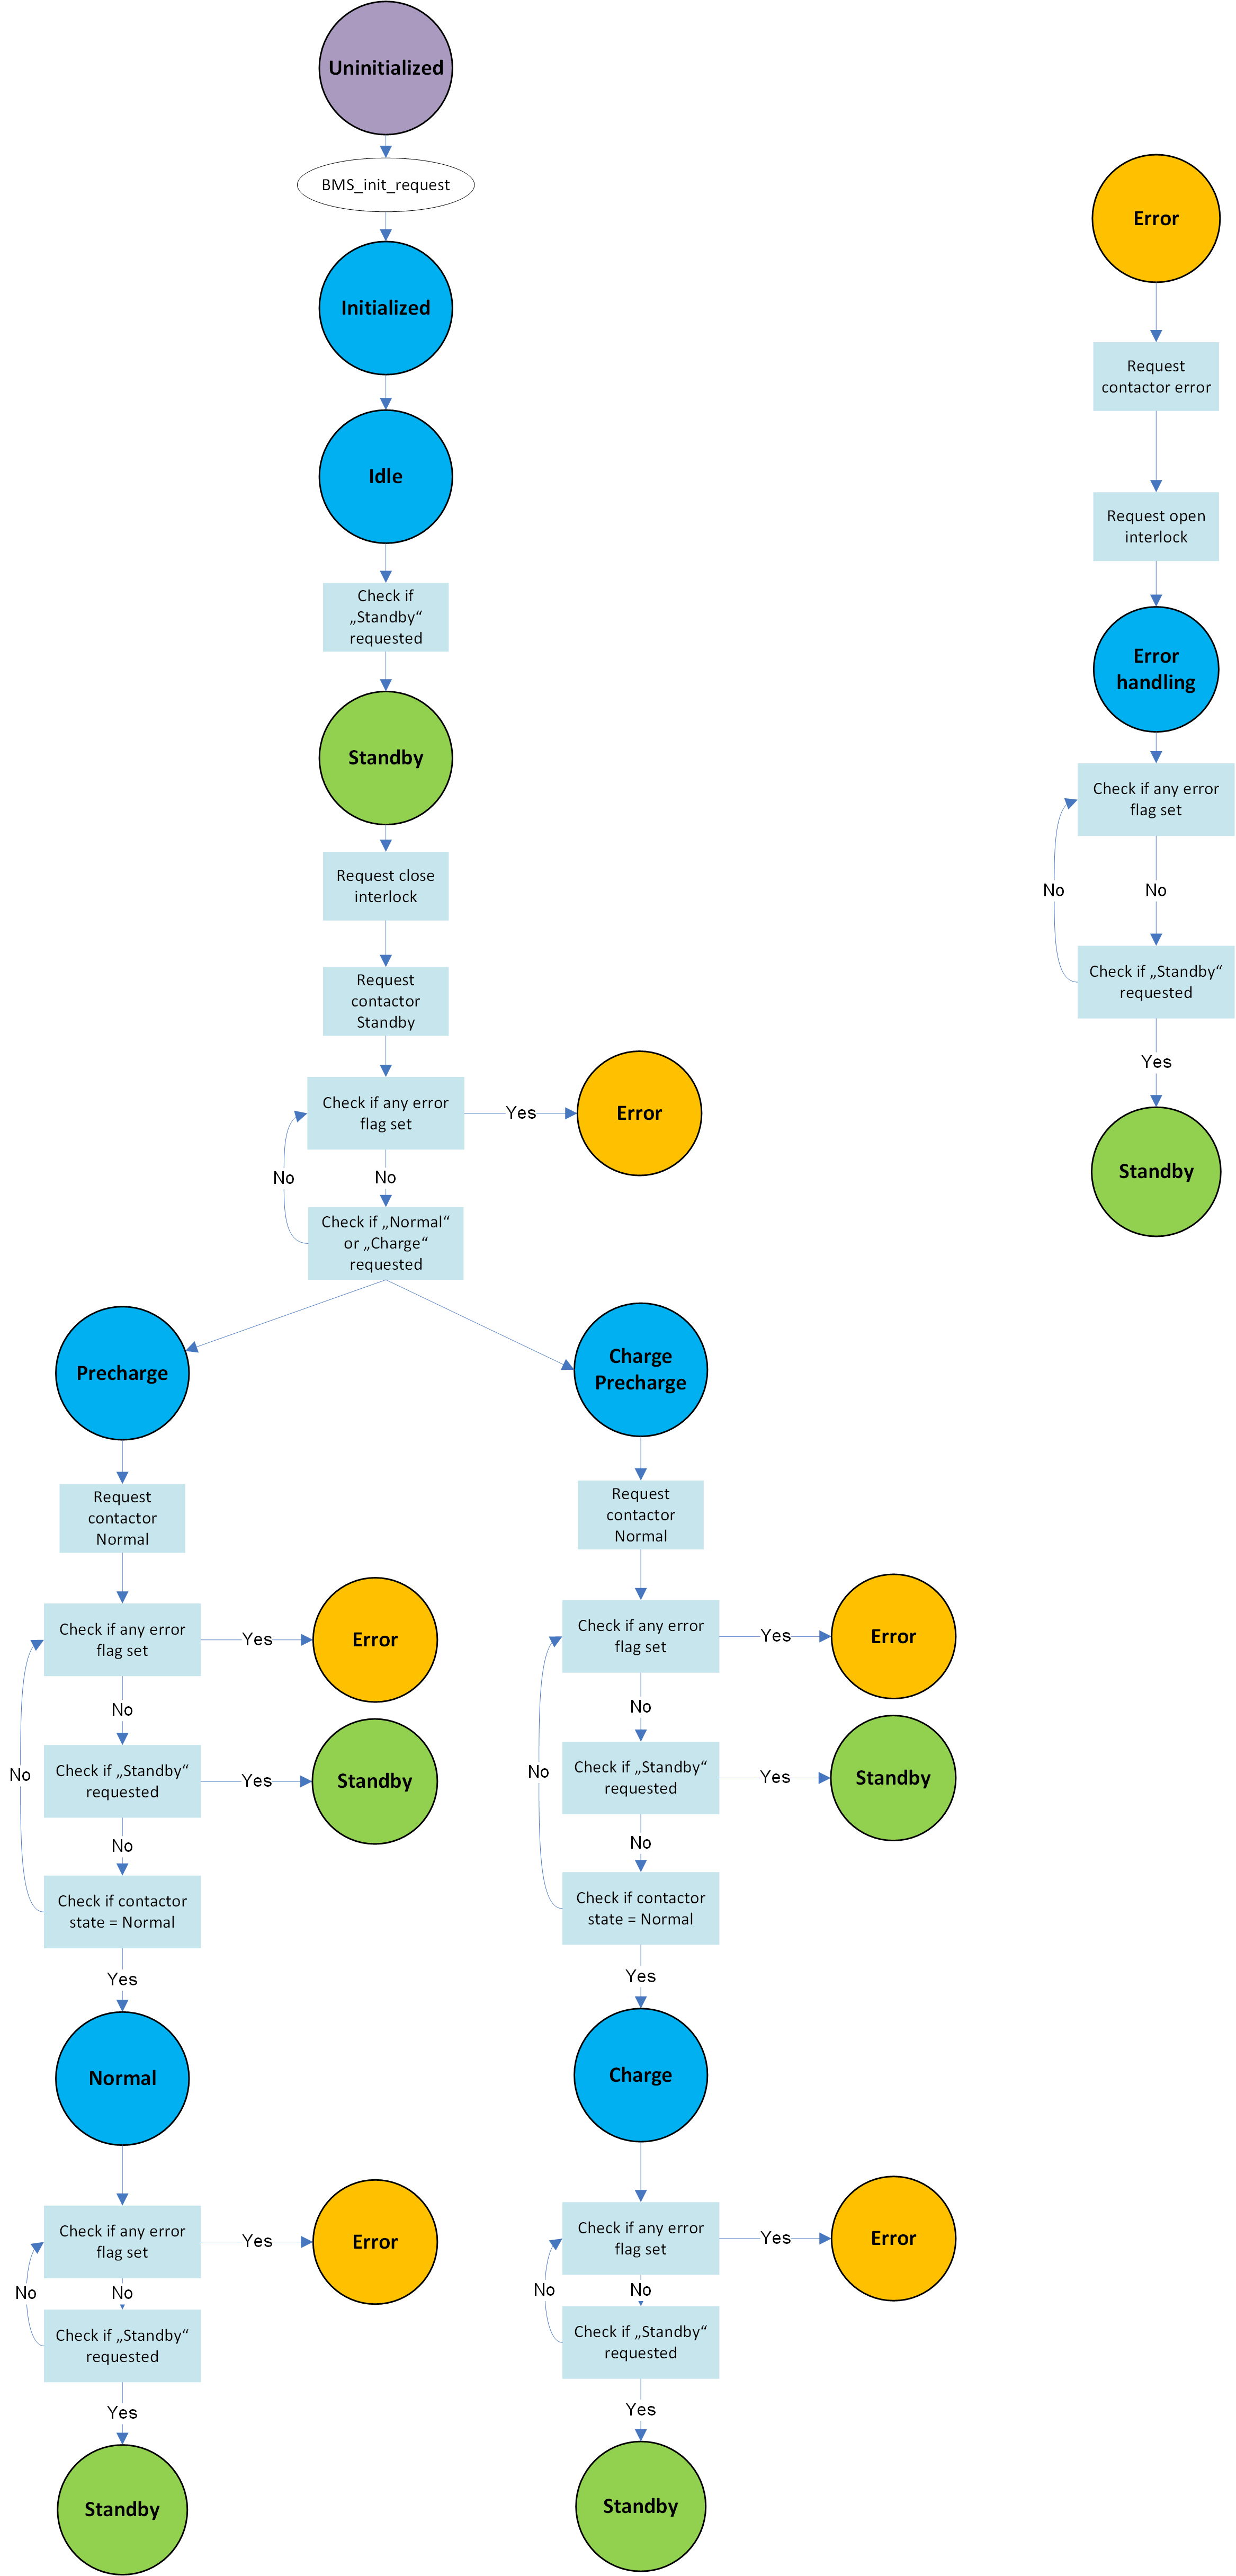 Uninitialized
BMS_init_request
Initialized
Idle
Check if
„Standby“
requested
Standby
Request close
interlock
Request
contactor
Standby
Check if any error
flag set
Yes
Error
No
No
Check if „Normal“
or „Charge“
requested
Precharge
Request
contactor
Normal
Check if any error
flag set
Yes
Error
No
Check if „Standby“
requested
Yes
Standby
No
No
Check if contactor
state = Normal
Yes
Normal
Check if any error
flag set
Yes
Error
No
No
Check if „Standby“
requested
Yes
Standby
Charge
Precharge
Request
contactor
Normal
Check if any error
flag set
Yes
Error
No
Check if „Standby“
requested
Yes
Standby
No
No
Check if contactor
state = Normal
Yes
Charge
Check if any error
flag set
Yes
Error
No
No
Check if „Standby“
requested
Yes
Standby
Error
Request
contactor error
Request open
interlock
Error
handling
Check if any error
flag set
No
No
Check if „Standby“
requested
Yes
Standby